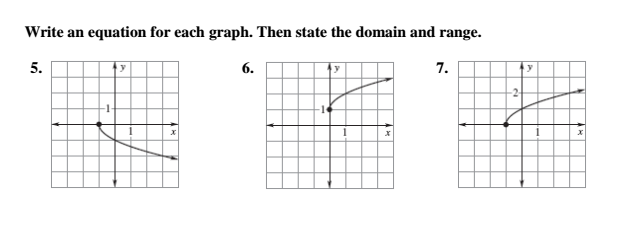 Write an equation for each graph. Then state the domain and range.
5. 6. 7.
y y y
2
1 1
1 x 1 x 1 x